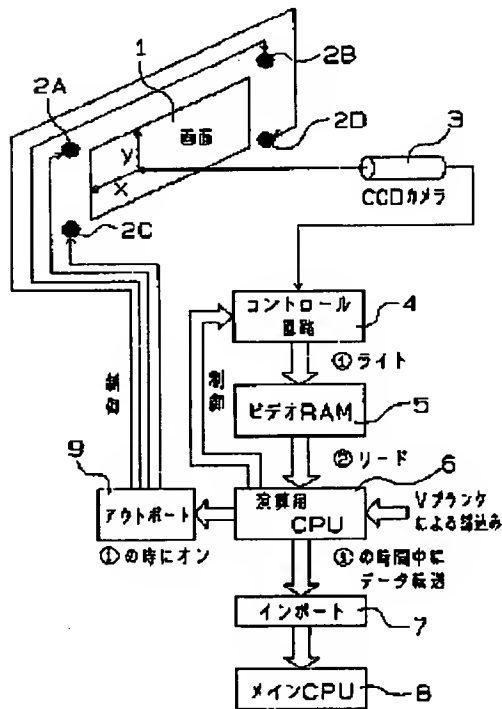 1
2B
2A
画面
2D
y
x
3
CCDカメラ
2C
コントロール
回路
4
①ライト
制御
ビデオRAM
5
②リード
6
9
演算用
CPU
Vブランク
による割込み
アウトポート
①の時にオン
の時間中に
データ転送
インポート
7
メインCPU
8